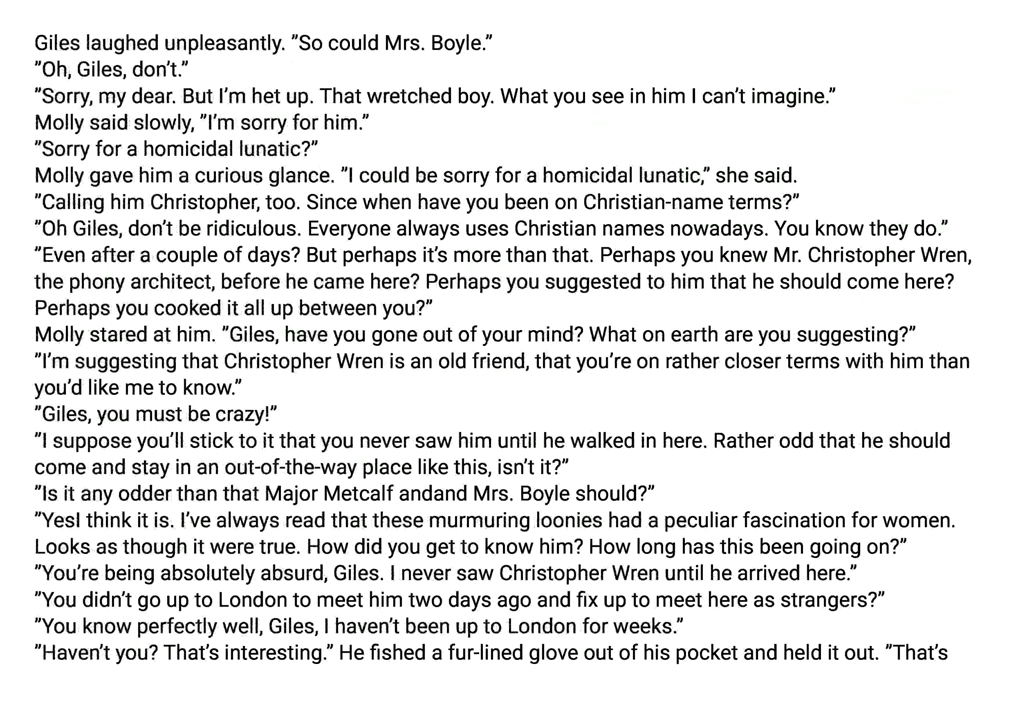 Giles laughed unpleasantly. "So could Mrs. Boyle."
"Oh, Giles, don't."
"Sorry, my dear. But I'm het up. That wretched boy. What you see in him I can't imagine."
Molly said slowly, "I'm sorry for him."
"Sorry for a homicidal lunatic?"
Molly gave him a curious glance. "I could be sorry for a homicidal lunatic," she said.
"Calling him Christopher, too. Since when have you been on Christian-name terms?"
"Oh Giles, don't be ridiculous. Everyone always uses Christian names nowadays. You know they do."
"Even after a couple of days? But perhaps it's more than that. Perhaps you knew Mr. Christopher Wren,
the phony architect, before he came here? Perhaps you suggested to him that he should come here?
Perhaps you cooked it all up between you?"
Molly stared at him. "Giles, have you gone out of your mind? What on earth are you suggesting?"
"I'm suggesting that Christopher Wren is an old friend, that you're on rather closer terms with him than
you'd like me to know."
"Giles, you must be crazy!"
"I suppose you'll stick to it that you never saw him until he walked in here. Rather odd that he should
come and stay in an out-of-the-way place like this, isn't it?"
"Is it any odder than that Major Metcalf andand Mrs. Boyle should?"
"YesI think it is. I've always read that these murmuring loonies had a peculiar fascination for women.
Looks as though it were true. How did you get to know him? How long has this been going on?"
"You're being absolutely absurd, Giles. I never saw Christopher Wren until he arrived here."
"You didn't go up to London to meet him two days ago and fix up to meet here as strangers?"
"You know perfectly well, Giles, I haven't been up to London for weeks."
"Haven't you? That's interesting." He fished a fur-lined glove out of his pocket and held it out. "That's